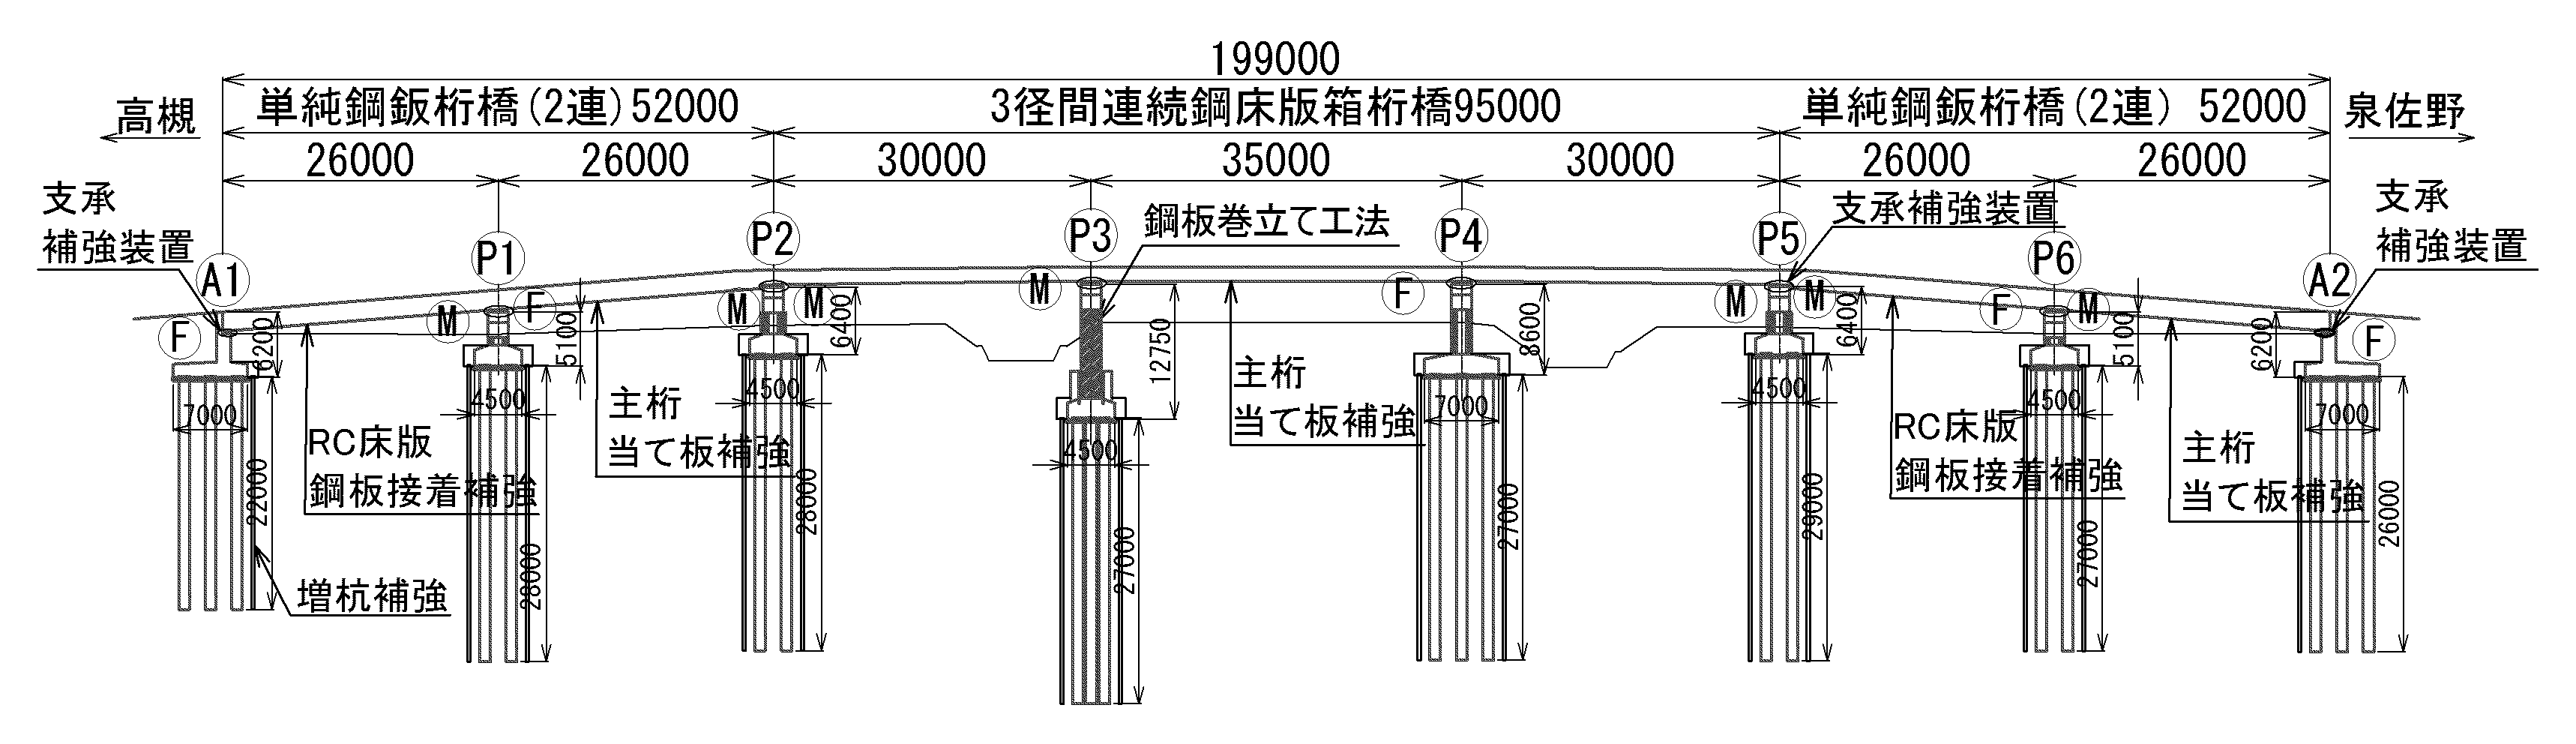 199000
高槻
単純鋼鈑桁橋(2連)52000
3径間連続鋼床版箱桁橋95000
単純鋼鈑桁橋(2連) 52000
泉佐野
26000
26000
30000
35000
30000
26000
26000
支承
補強装置
A1
P1
P2
P3
鋼板巻立て工法
P4
P5
支承補強装置
P6
A2
支承
補強装置
F
M
F
M
M
M
F
M
M
F
M
F
6200
5100
6400
12750
8600
6400
5100
6200
7000
4500
4500
4500
7000
4500
4500
7000
RC床版
鋼板接着補強
主桁
当て板補強
主桁
当て板補強
RC床版
鋼板接着補強
主桁
当て板補強
22000
28000
28000
27000
27000
29000
27000
26000
増杭補強